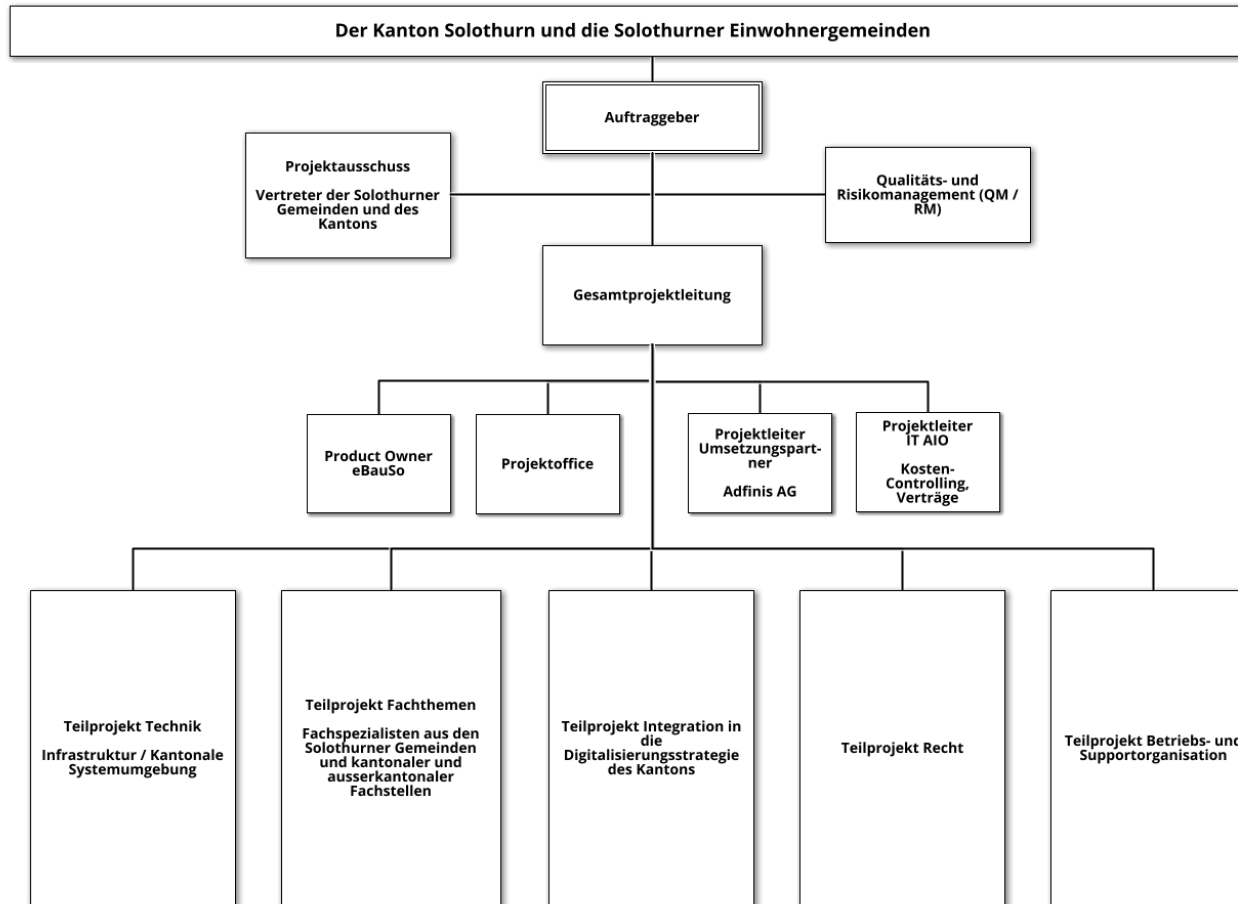 Der Kanton Solothurn und die Solothurner Einwohnergemeinden
Auftraggeber
Projektausschuss
Vertreter der Solothurner
Gemeinden und des
Kantons
Qualitäts- und
Risikomanagement (QM /
RM)
Gesamtprojektleitung
Product Owner
eBauSo
Projektoffice
Projektleiter
Umsetzungspart-
ner
Adfinis AG
Projektleiter
IT AIO
Kosten-
Controlling,
Verträge
Teilprojekt Technik
Infrastruktur / Kantonale
Systemumgebung
Teilprojekt Fachthemen
Fachspezialisten aus den
Solothurner Gemeinden
und kantonaler und
ausserkantonaler
Fachstellen
Teilprojekt Integration in
die
Digitalisierungsstrategie
des Kantons
Teilprojekt Recht
Teilprojekt Betriebs- und
Supportorganisation